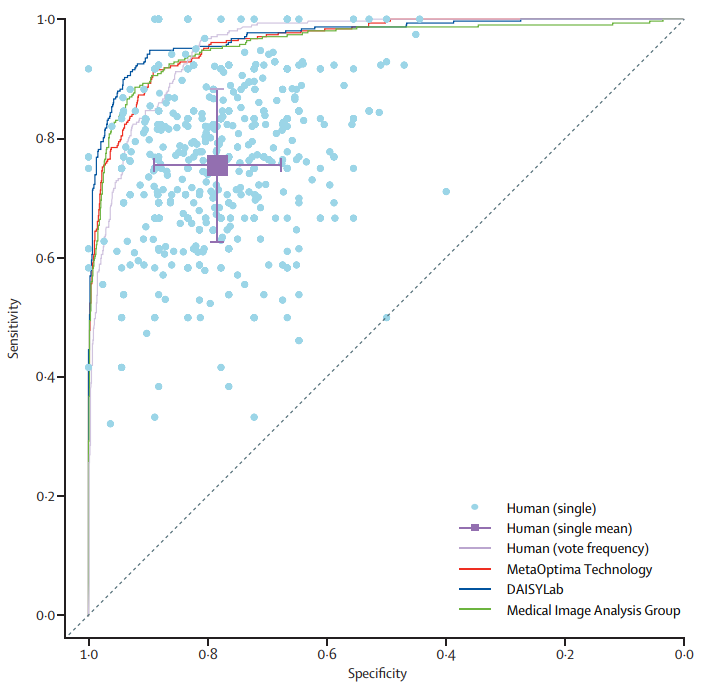 1·0
0·8
0·6
0·4
0·2
0·0
Sensitivity
Human (single)
Human (single mean)
Human (vote frequency)
MetaOptima Technology
DAISYLab
Medical Image Analysis Group
1·0
0·8
0·6
0·4
0·2
0·0
Specificity